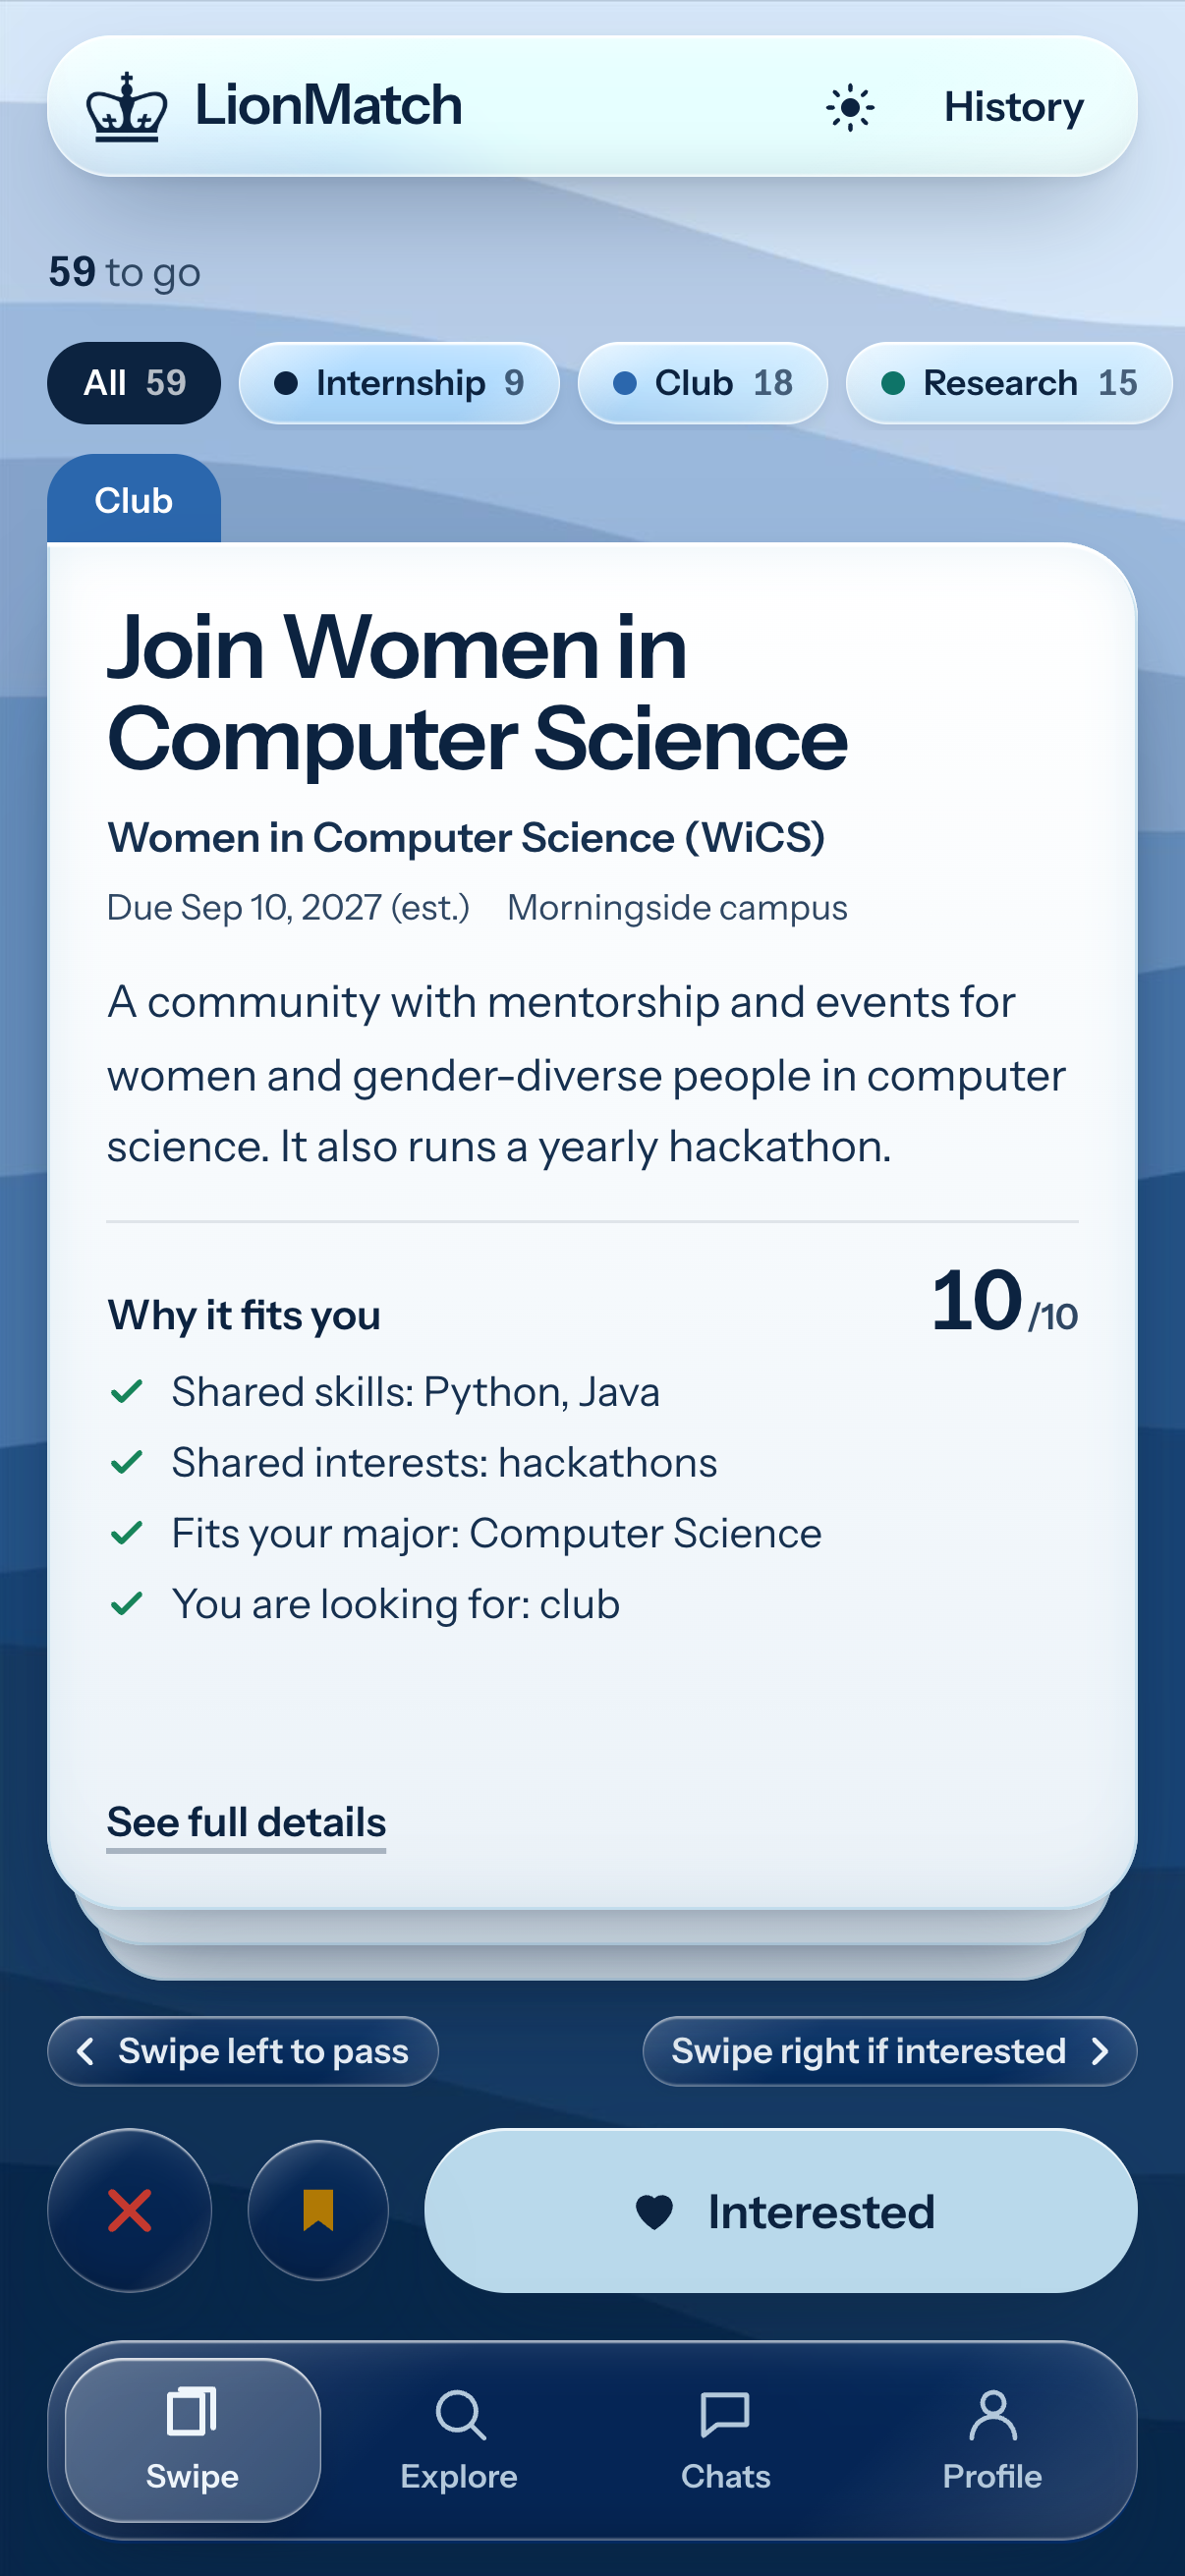 LionMatch
History
59 to go
All 59
Internship 9
Club 18
Research 15
Club
Join Women in
Computer Science
Women in Computer Science (WiCS)
Due Sep 10, 2027 (est.) Morningside campus
A community with mentorship and events for
women and gender-diverse people in computer
science. It also runs a yearly hackathon.
Why it fits you
10/10
Shared skills: Python, Java
Shared interests: hackathons
Fits your major: Computer Science
You are looking for: club
See full details
Swipe left to pass
Swipe right if interested
Interested
Swipe
Explore
Chats
Profile